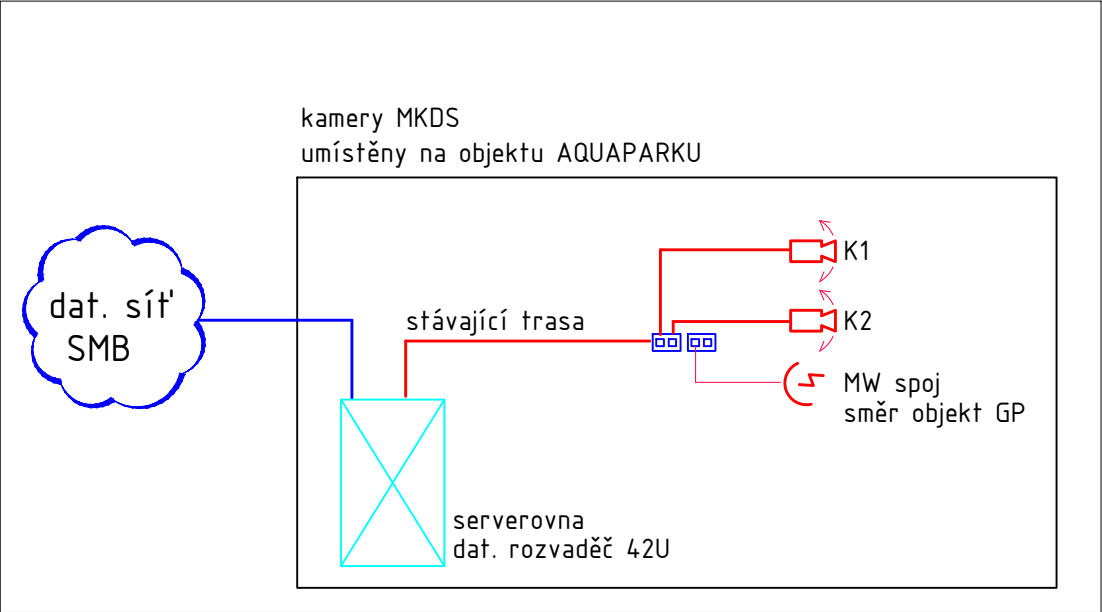 kamery MKDS
umístěny na objektu AQUAPARKU
K1
dat. síť
SMB
stávající trasa
K2
MW spoj
směr objekt GP
serverovna
dat. rozvaděč 42U